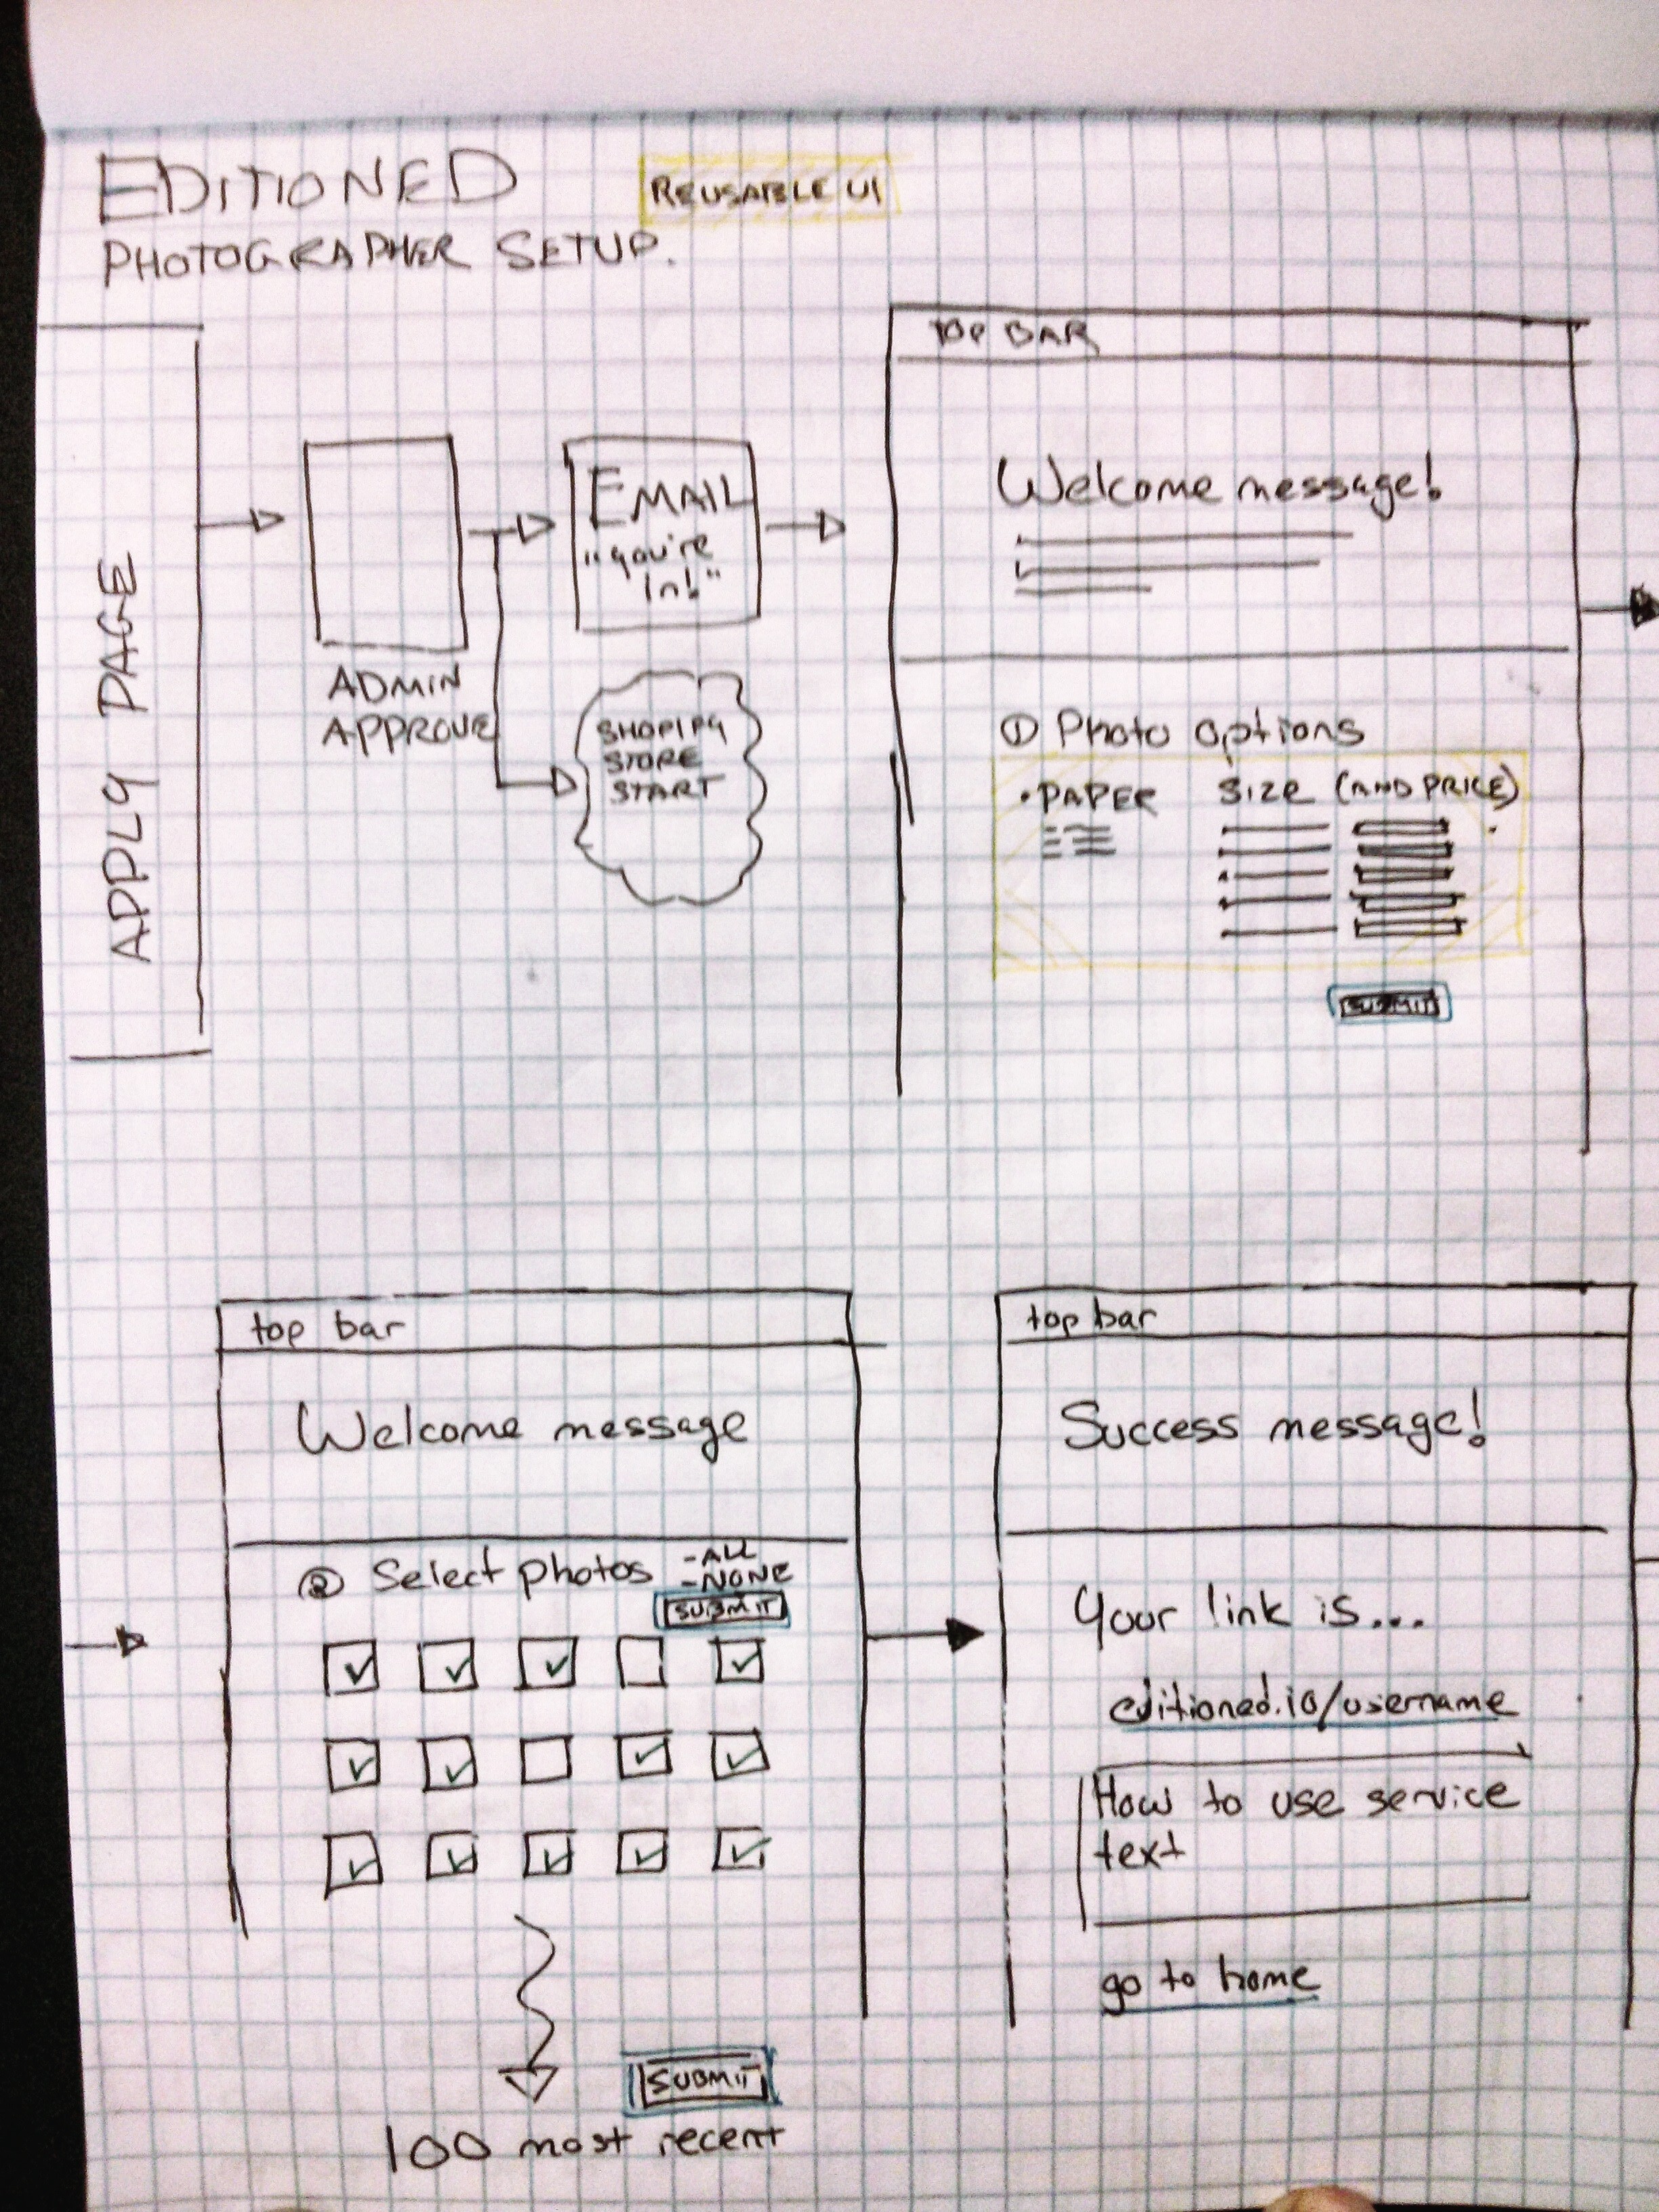 EDITIONED
REUSABLE UI
PHOTOGRAPHER SETUP.
APPLY PAGE
ADMIN
APPROVE
EMAIL
"you're
in!"
SHOPIFY
STORE
START
TOP BAR
Welcome message!
① Photo options
• PAPER SIZE (AND PRICE)
SUBMIT
top bar
Welcome message
② Select photos
-ALL
-NONE
SUBMIT
SUBMIT
100 most recent
top bar
Success message!
Your link is...
editioned.io/username
How to use service
text
go to home